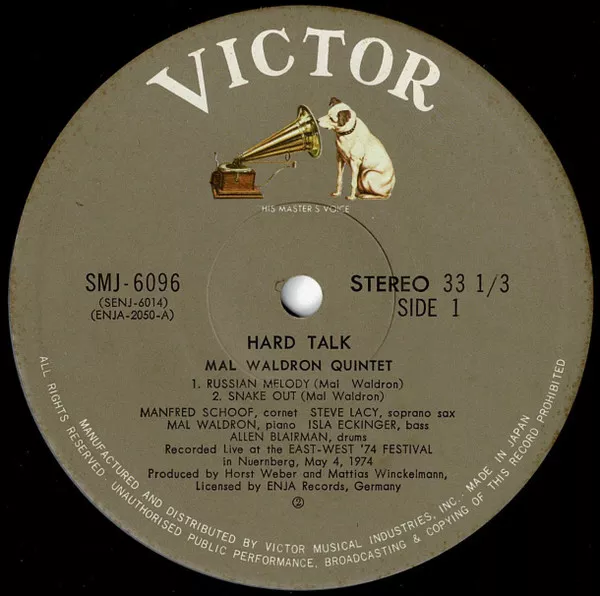 VICTOR
HIS MASTER'S VOICE
SMJ-6096
(SENJ-6014)
(ENJA-2050-A)
STEREO 33 1/3
SIDE 1
HARD TALK
MAL WALDRON QUINTET
1. RUSSIAN MELODY (Mal Waldron)
2. SNAKE OUT (Mal Waldron)
MANFRED SCHOOF, cornet STEVE LACY, soprano sax
MAL WALDRON, piano ISLA ECKINGER, bass
ALLEN BLAIRMAN, drums
Recorded Live at the EAST-WEST '74 FESTIVAL
in Nuernberg, May 4, 1974
Produced by Horst Weber and Mattias Winckelmann,
Licensed by ENJA Records, Germany
②
MANUFACTURED AND DISTRIBUTED BY VICTOR MUSICAL INDUSTRIES, INC. MADE IN JAPAN
ALL RIGHTS RESERVED. UNAUTHORISED PUBLIC PERFORMANCE, BROADCASTING & COPYING OF THIS RECORD PROHIBITED